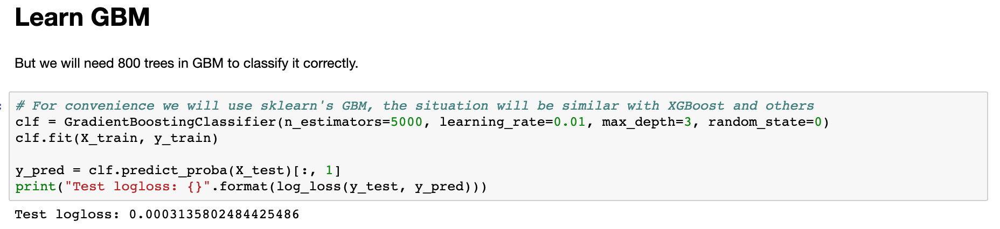 Learn GBM
But we will need 800 trees in GBM to classify it correctly.
# For convenience we will use sklearn's GBM, the situation will be similar with XGBoost and others
clf = GradientBoostingClassifier(n_estimators=5000, learning_rate=0.01, max_depth=3, random_state=0)
clf.fit(X_train, y_train)
y_pred = clf.predict_proba(X_test)[:, 1]
print("Test logloss: {}".format(log_loss(y_test, y_pred)))
Test logloss: 0.0003135802484425486